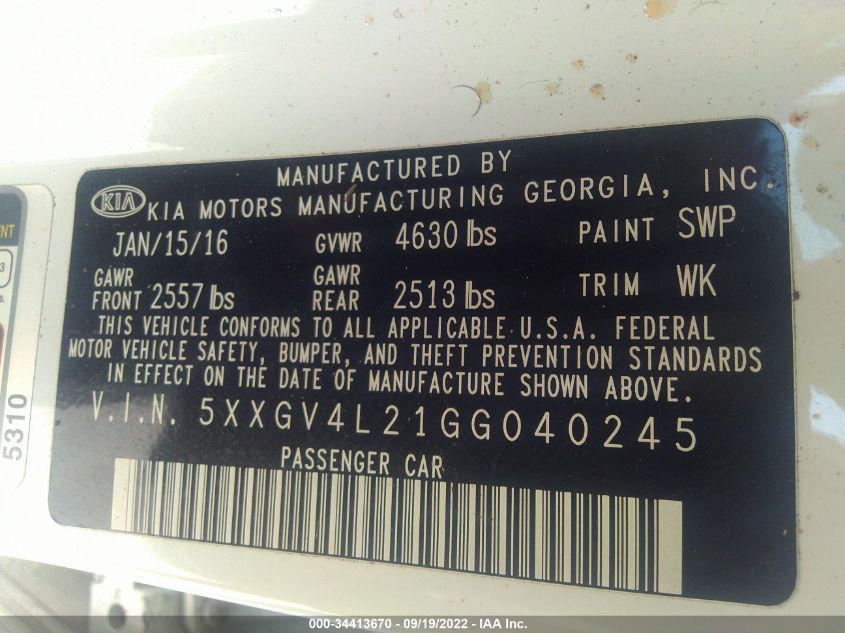 MANUFACTURED BY
KIA KIA MOTORS MANUFACTURING GEORGIA, INC.
JAN/15/16 GVWR 4630 lbs PAINT SWP
GAWR FRONT 2557 lbs GAWR REAR 2513 lbs TRIM WK
THIS VEHICLE CONFORMS TO ALL APPLICABLE U.S.A. FEDERAL
MOTOR VEHICLE SAFETY, BUMPER, AND THEFT PREVENTION STANDARDS
IN EFFECT ON THE DATE OF MANUFACTURE SHOWN ABOVE.
V.I.N. 5XXGV4L21GG040245
PASSENGER CAR
5310
000-34413670 - 09/19/2022 - IAA Inc.